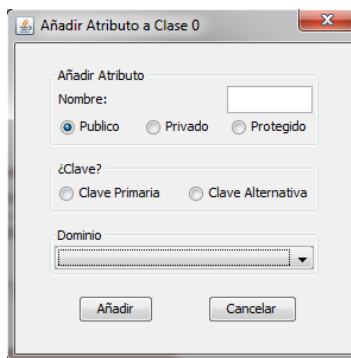 Añadir Atributo a Clase 0
Añadir Atributo
Nombre:
Publico Privado Protegido
¿Clave?
Clave Primaria Clave Alternativa
Dominio
Añadir Cancelar